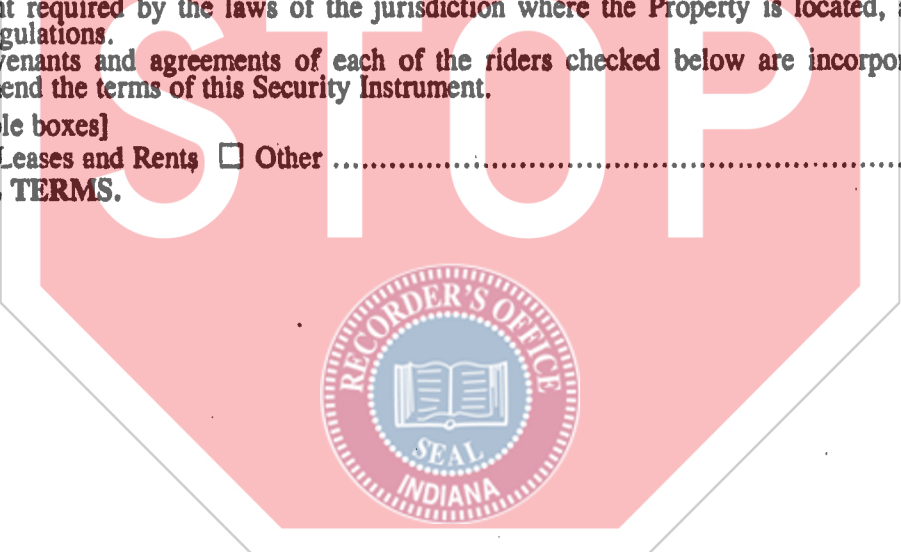 nt required by the laws of the jurisdiction where the Property is located,
gulations.
venants and agreements of each of the riders checked below are incorpor
end the terms of this Security Instrument.
le boxes]
Leases and Rents ☐ Other ..........................................................................
TERMS.
STOP
RECORDER'S OFFICE
SEAL
INDIANA